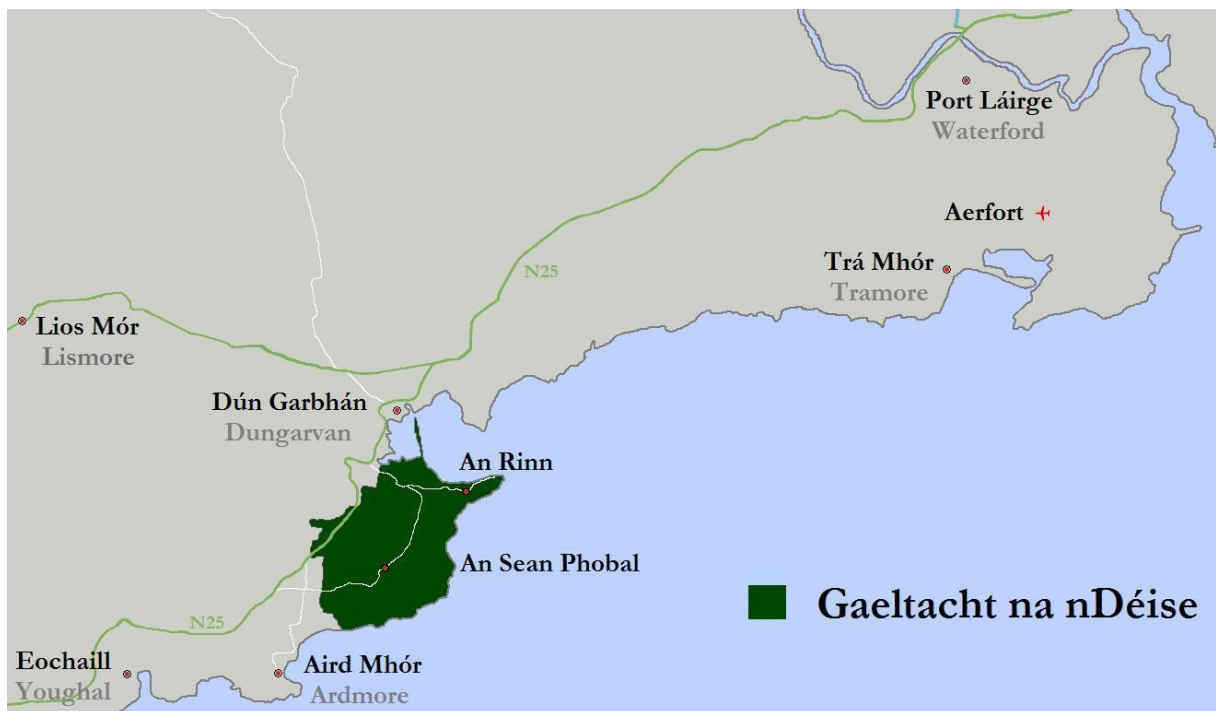 Port Láirge
Waterford
Aerfort
Trá Mhór
Tramore
N25
Lios Mór
Lismore
Dún Garbhán
Dungarvan
An Rinn
An Sean Phobal
Gaeltacht na nDéise
N25
Eochaill
Youghal
Aird Mhór
Ardmore